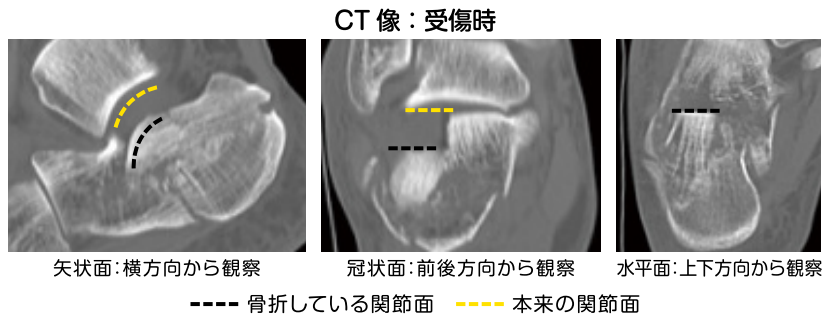 CT像：受傷時
矢状面：横方向から観察
冠状面：前後方向から観察
水平面：上下方向から観察
骨折している関節面
本来の関節面